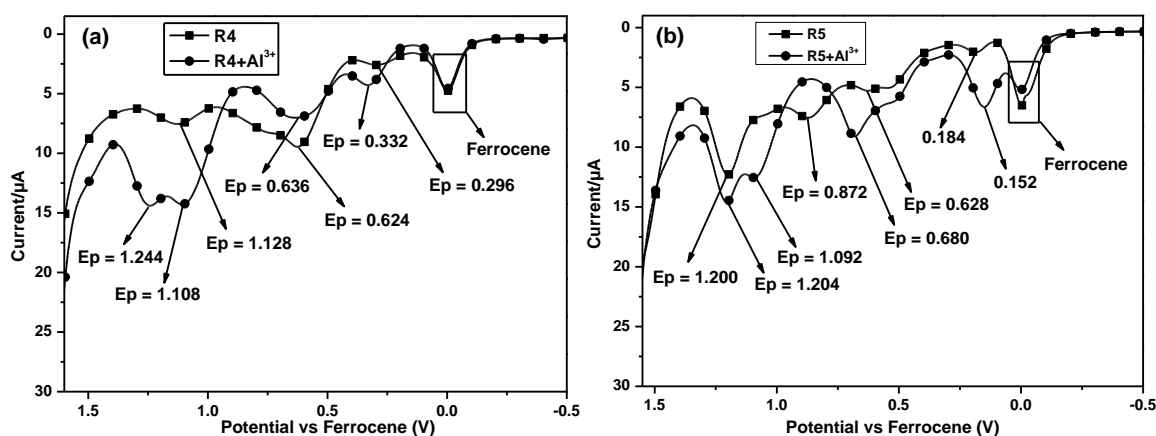 (a)
R4
R4+Al³⁺
Ferrocene
Ep = 0.332
Ep = 0.296
Ep = 0.636
Ep = 0.624
Ep = 1.128
Ep = 1.244
Ep = 1.108
0
5
10
15
20
25
30
Current/µA
1.5
1.0
0.5
0.0
-0.5
Potential vs Ferrocene (V)
(b)
R5
R5+Al³⁺
Ferrocene
0.184
0.152
Ep = 0.872
Ep = 0.628
Ep = 0.680
Ep = 1.092
Ep = 1.200
Ep = 1.204
0
5
10
15
20
25
30
Current/µA
1.5
1.0
0.5
0.0
-0.5
Potential vs Ferrocene (V)